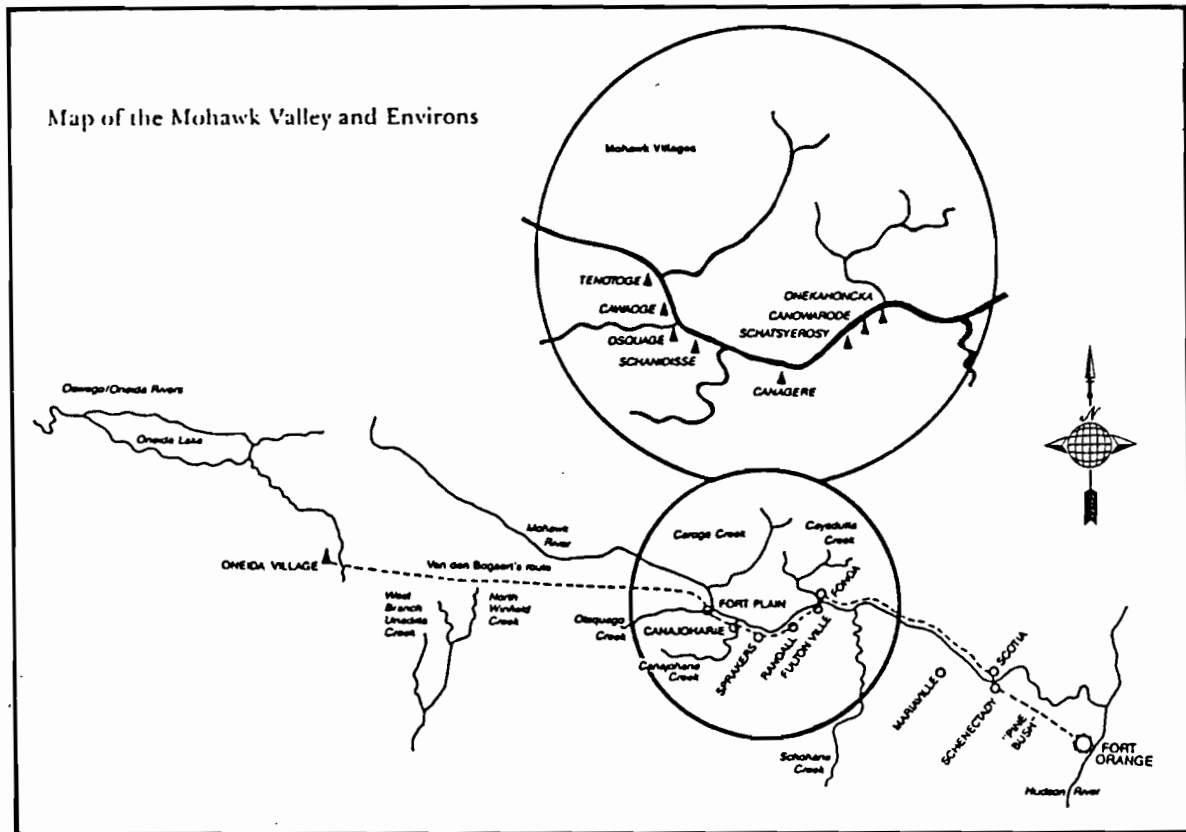 Map of the Mohawk Valley and Environs
Mohawk Villages
TENOTOGE
CAWAOGE
OSQUAGE
SCHANIDISSE
ONEKAHONCKA
CANOWARODE
SCHATSYEROSY
CANAGERE
Oswego/Oneida Rivers
Oneida Lake
N
Mohawk
River
Caroga Creek
Cayadutta
Creek
ONEIDA VILLAGE
Van den Bogaert's route
West
Branch
Unadilla
Creek
North
Winfield
Creek
Otsquago
Creek
FORT PLAIN
CANAJOHARIE
Canajoharie
Creek
SPRAKERS
RANDALL
FULTONVILLE
FONDA
Schoharie
Creek
MARIAVILLE
SCOTIA
SCHENECTADY
"PINE
BUSH"
FORT
ORANGE
Hudson River